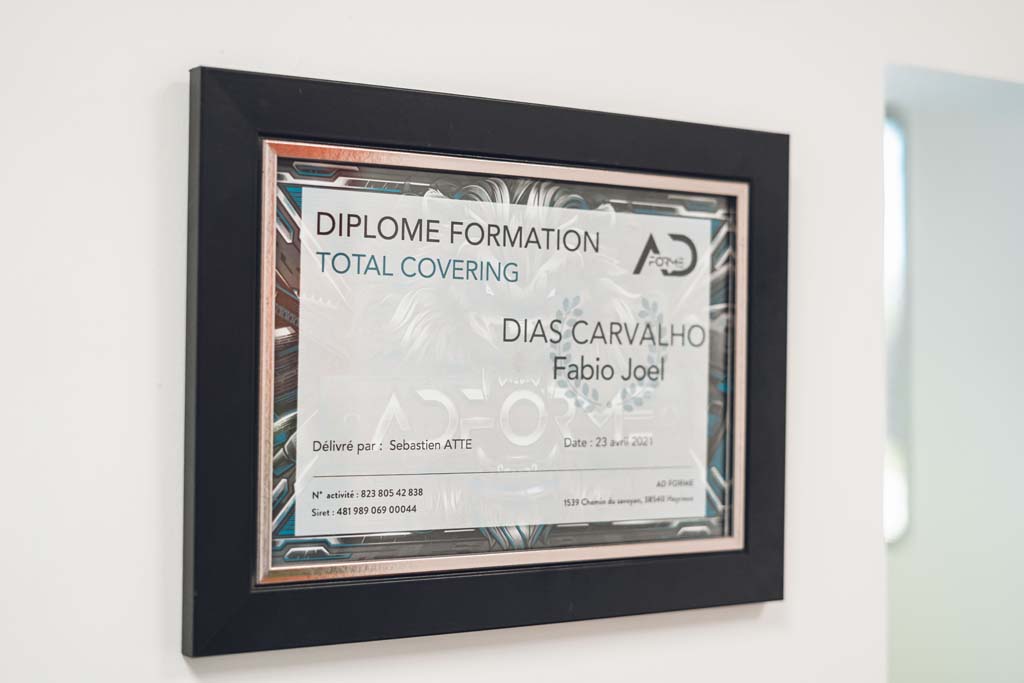 DIPLOME FORMATION
TOTAL COVERING
AD
FORME
DIAS CARVALHO
Fabio Joel
ADFORME
Délivré par : Sebastien ATTE
Date : 23 avril 2021
N° activité : 823 805 42 838
Siret : 481 989 069 00044
AD FORME
1539 Chemin du 38540